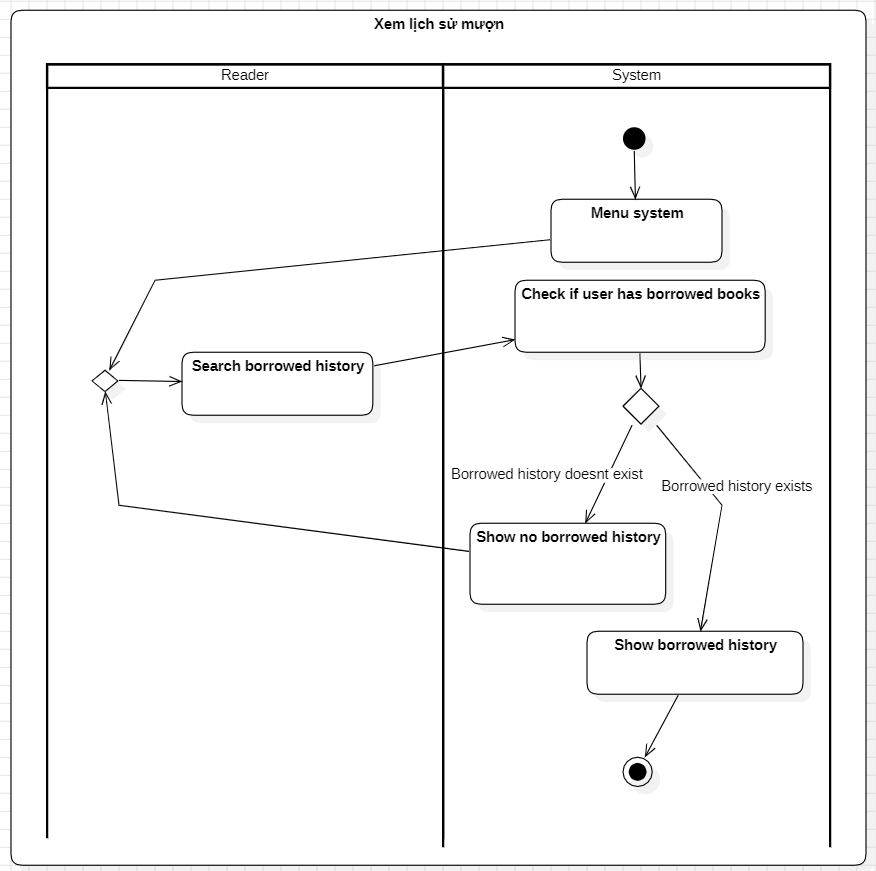 Xem lịch sử mượn
Reader
System
Menu system
Check if user has borrowed books
Search borrowed history
Borrowed history doesnt exist
Borrowed history exists
Show no borrowed history
Show borrowed history